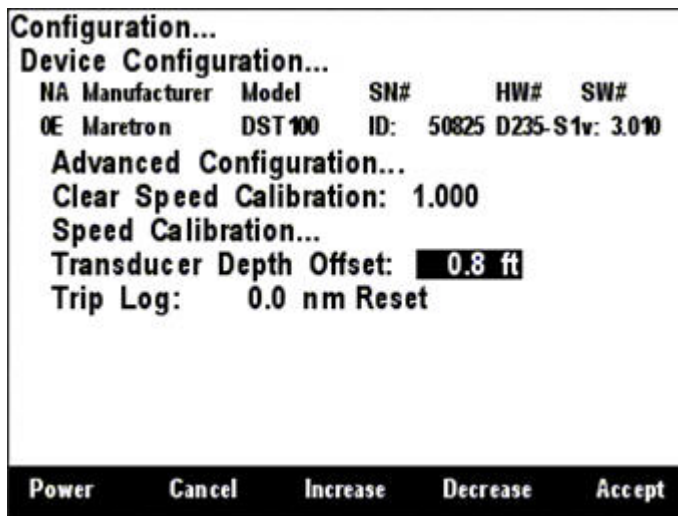 Configuration...
Device Configuration...
NA Manufacturer Model SN# HW# SW#
0E Maretron DST100 ID: 50825 D235-S1v: 3.010
Advanced Configuration...
Clear Speed Calibration: 1.000
Speed Calibration...
Transducer Depth Offset: 0.8 ft
Trip Log: 0.0 nm Reset
Power Cancel Increase Decrease Accept